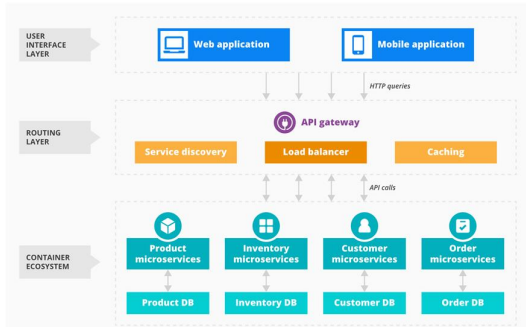 USER
INTERFACE
LAYER
Web application
Mobile application
HTTP queries
ROUTING
LAYER
API gateway
Service discovery
Load balancer
Caching
API calls
CONTAINER
ECOSYSTEM
Product
microservices
Inventory
microservices
Customer
microservices
Order
microservices
Product DB
Inventory DB
Customer DB
Order DB